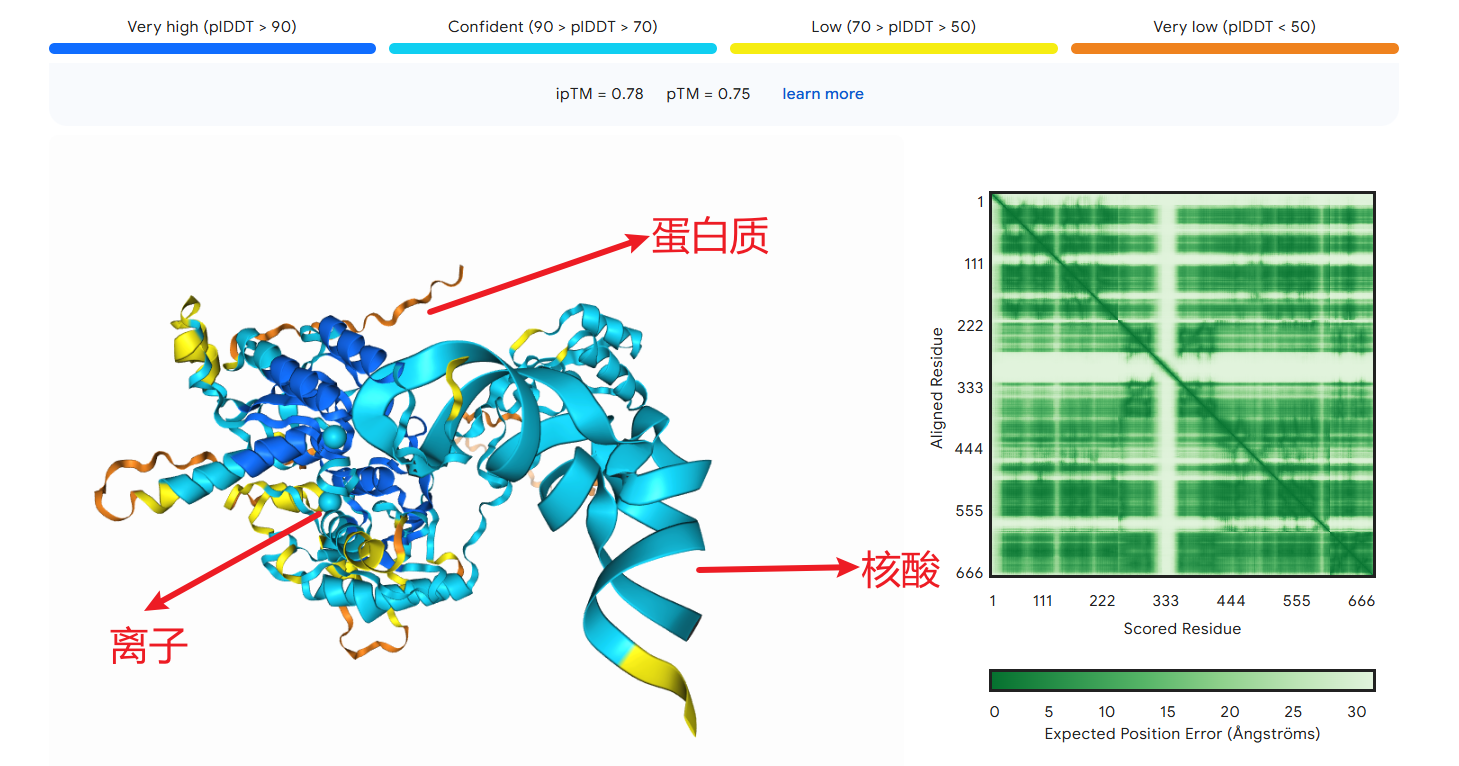 Very high (plDDT > 90)
Confident (90 > plDDT > 70)
Low (70 > plDDT > 50)
Very low (plDDT < 50)
ipTM = 0.78 pTM = 0.75 learn more
蛋白质
离子
核酸
Aligned Residue
1
111
222
333
444
555
666
1 111 222 333 444 555 666
Scored Residue
0 5 10 15 20 25 30
Expected Position Error (Ångströms)